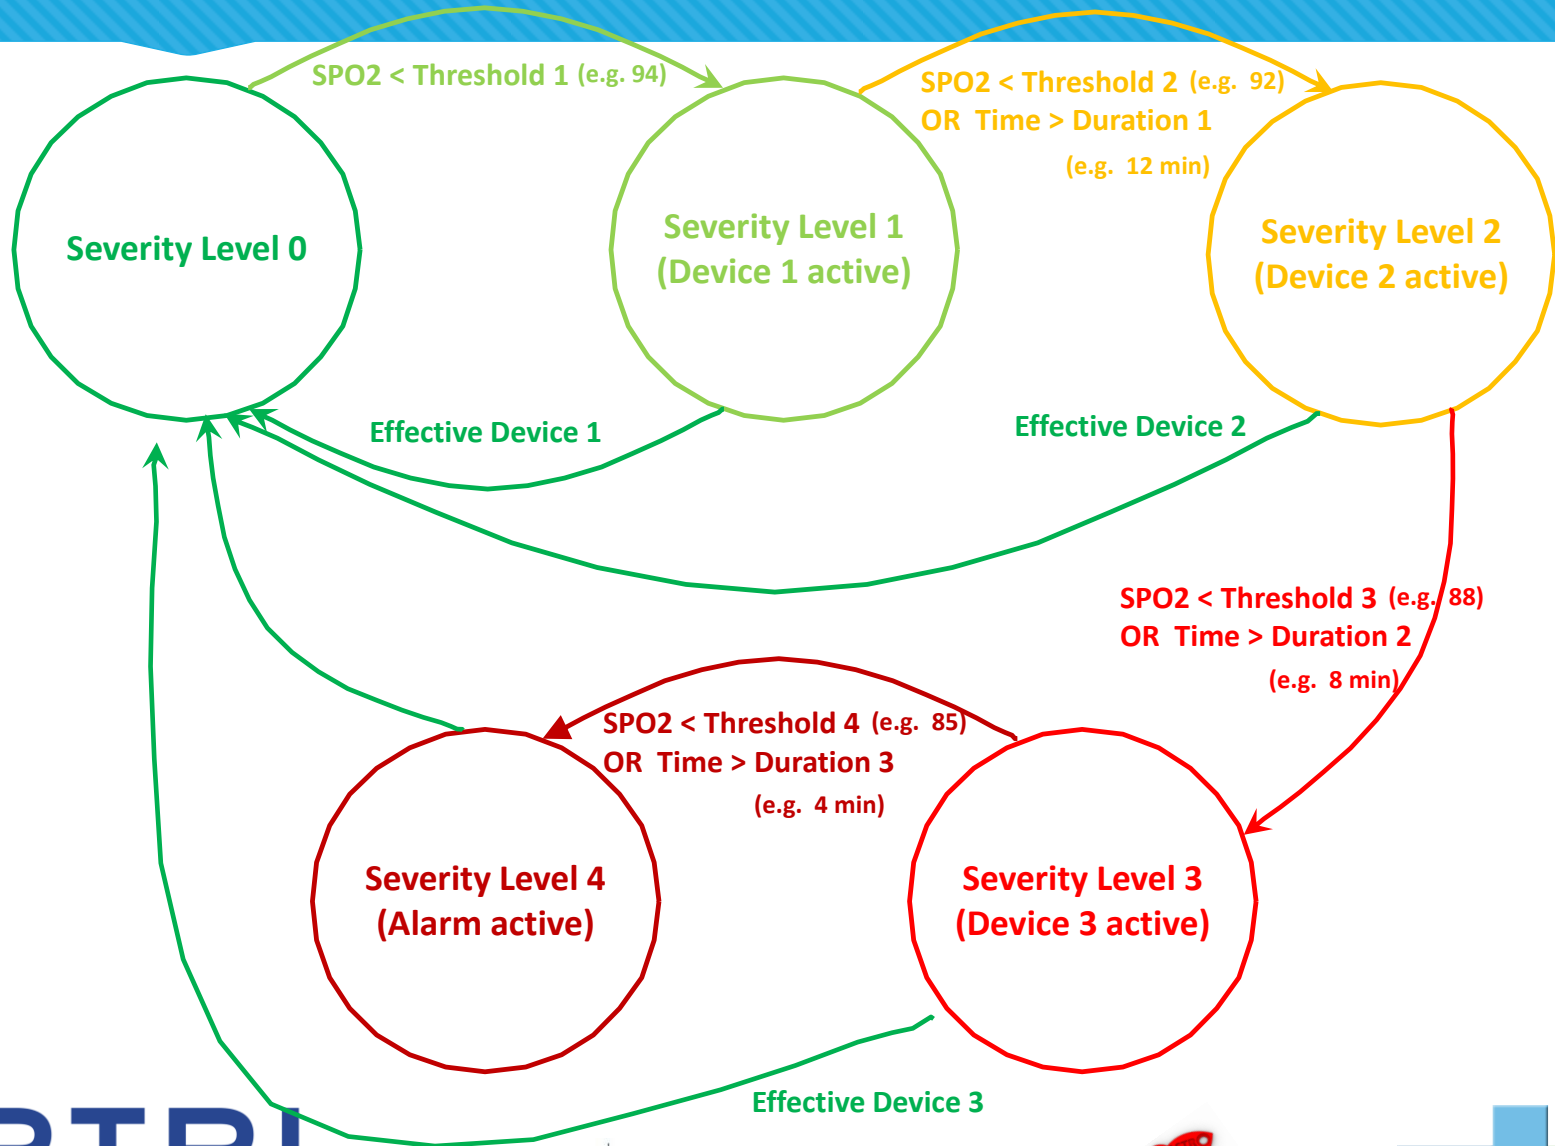 SPO2 < Threshold 1 (e.g. 94)
SPO2 < Threshold 2 (e.g. 92)
OR Time > Duration 1
(e.g. 12 min)
Severity Level 0
Severity Level 1
(Device 1 active)
Severity Level 2
(Device 2 active)
Effective Device 1
Effective Device 2
SPO2 < Threshold 3 (e.g. 88)
OR Time > Duration 2
(e.g. 8 min)
SPO2 < Threshold 4 (e.g. 85)
OR Time > Duration 3
(e.g. 4 min)
Severity Level 4
(Alarm active)
Severity Level 3
(Device 3 active)
Effective Device 3